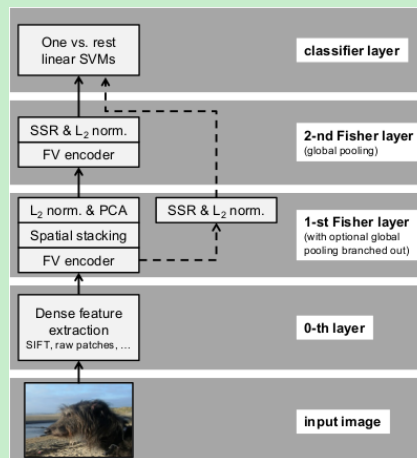 One vs. rest
linear SVMs
classifier layer
SSR & L2 norm.
FV encoder
2-nd Fisher layer
(global pooling)
L2 norm. & PCA
Spatial stacking
FV encoder
SSR & L2 norm.
1-st Fisher layer
(with optional global
pooling branched out)
Dense feature
extraction
SIFT, raw patches, ...
0-th layer
input image